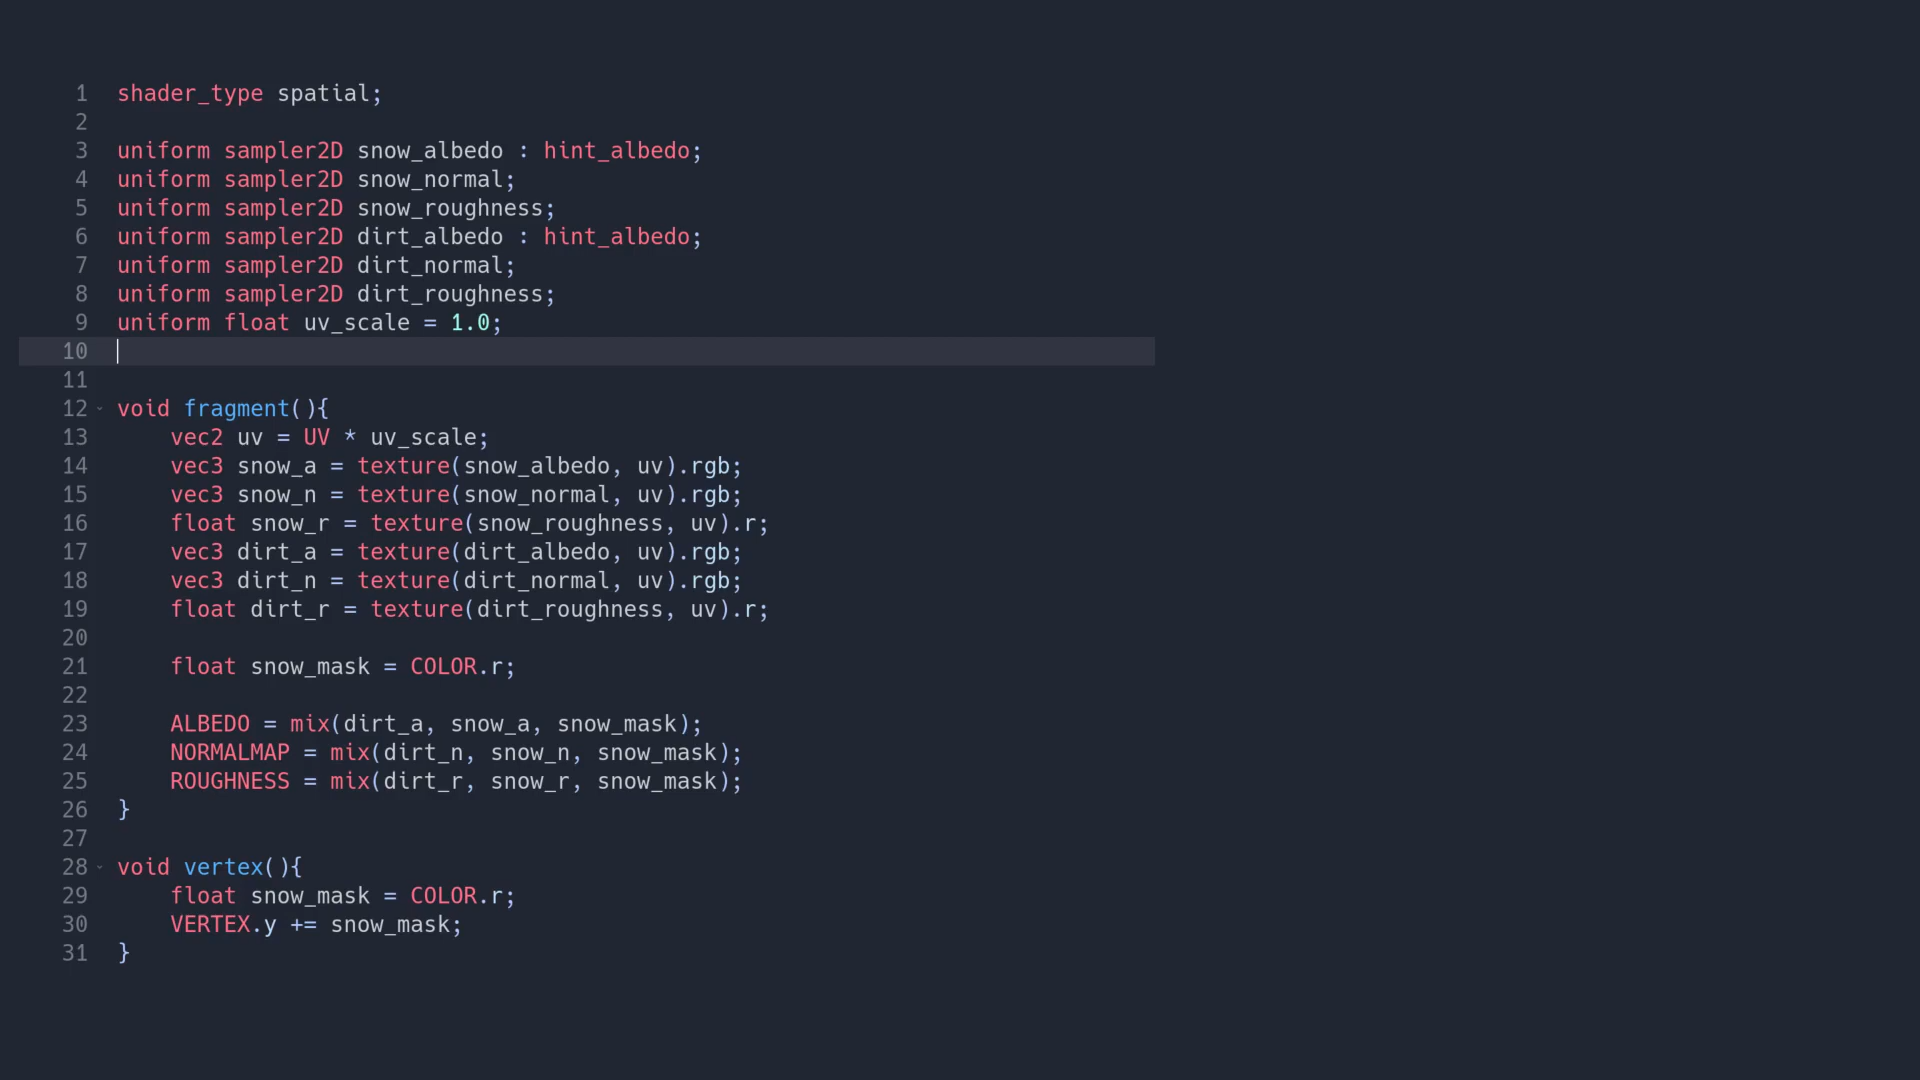 1 shader_type spatial;
2
3 uniform sampler2D snow_albedo : hint_albedo;
4 uniform sampler2D snow_normal;
5 uniform sampler2D snow_roughness;
6 uniform sampler2D dirt_albedo : hint_albedo;
7 uniform sampler2D dirt_normal;
8 uniform sampler2D dirt_roughness;
9 uniform float uv_scale = 1.0;
10
11
12 void fragment(){
13     vec2 uv = UV * uv_scale;
14     vec3 snow_a = texture(snow_albedo, uv).rgb;
15     vec3 snow_n = texture(snow_normal, uv).rgb;
16     float snow_r = texture(snow_roughness, uv).r;
17     vec3 dirt_a = texture(dirt_albedo, uv).rgb;
18     vec3 dirt_n = texture(dirt_normal, uv).rgb;
19     float dirt_r = texture(dirt_roughness, uv).r;
20
21     float snow_mask = COLOR.r;
22
23     ALBEDO = mix(dirt_a, snow_a, snow_mask);
24     NORMALMAP = mix(dirt_n, snow_n, snow_mask);
25     ROUGHNESS = mix(dirt_r, snow_r, snow_mask);
26 }
27
28 void vertex(){
29     float snow_mask = COLOR.r;
30     VERTEX.y += snow_mask;
31 }